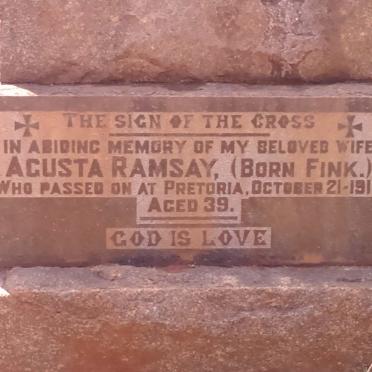 THE SIGN OF THE CROSS
IN ABIDING MEMORY OF MY BELOVED WIFE
AGUSTA RAMSAY, (BORN FINK.)
WHO PASSED ON AT PRETORIA, OCTOBER 21-191
AGED 39.
GOD IS LOVE